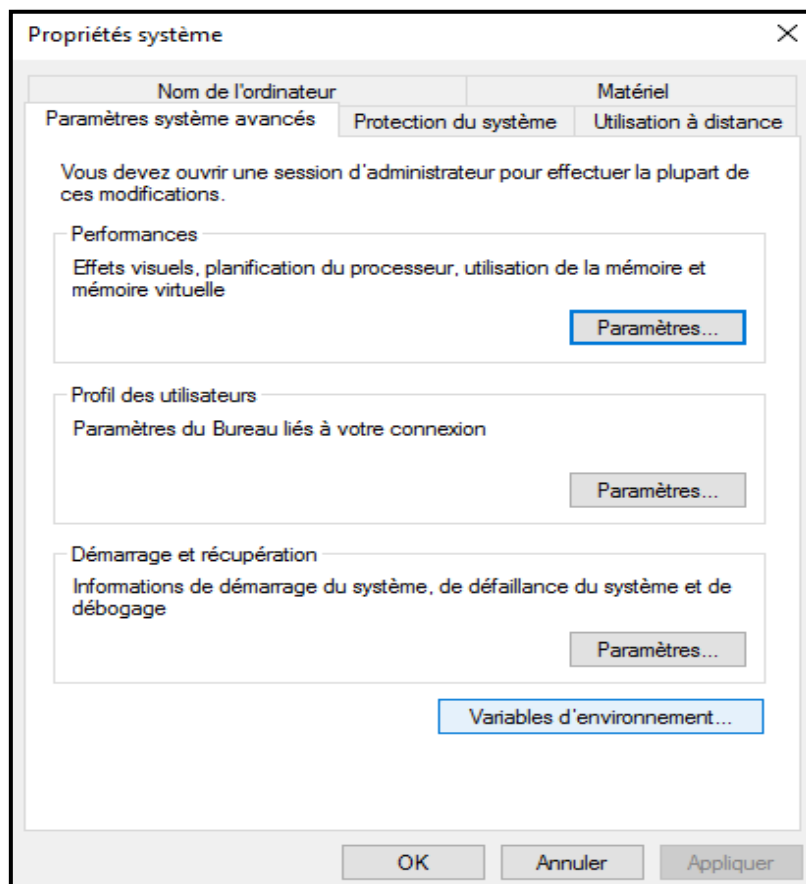 Propriétés système
Nom de l'ordinateur
Matériel
Paramètres système avancés
Protection du système
Utilisation à distance
Vous devez ouvrir une session d'administrateur pour effectuer la plupart de
ces modifications.
Performances
Effets visuels, planification du processeur, utilisation de la mémoire et
mémoire virtuelle
Paramètres...
Profil des utilisateurs
Paramètres du Bureau liés à votre connexion
Paramètres...
Démarrage et récupération
Informations de démarrage du système, de défaillance du système et de
débogage
Paramètres...
Variables d'environnement...
OK
Annuler
Appliquer